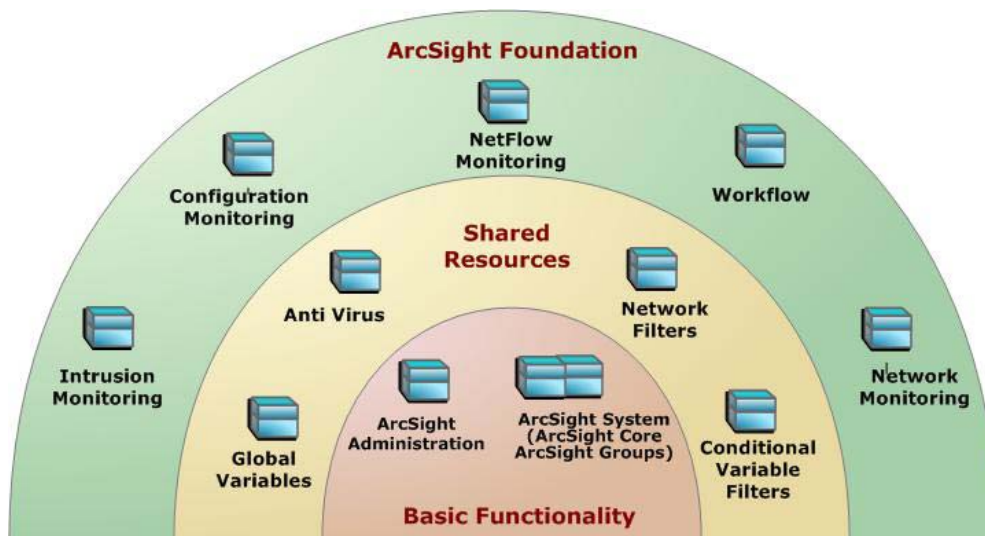 ArcSight Foundation
NetFlow
Monitoring
Configuration
Monitoring
Workflow
Intrusion
Monitoring
Network
Monitoring
Shared
Resources
Anti Virus
Network
Filters
Global
Variables
Conditional
Variable
Filters
ArcSight
Administration
ArcSight System
(ArcSight Core
ArcSight Groups)
Basic Functionality